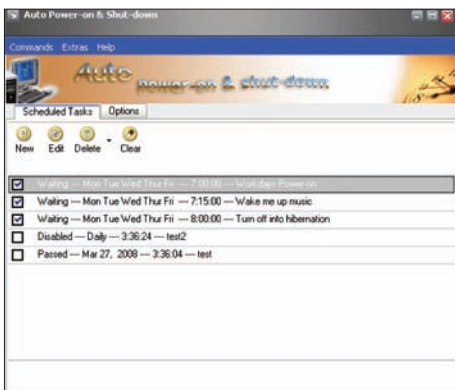 Auto Power-on & Shut-down
Commands Extras Help
Auto power-on & shut-down
Scheduled Tasks Options
New Edit Delete Clear
Waiting --- Mon Tue Wed Thur Fri --- 7:00:00 --- Workdays Power-on
Waiting --- Mon Tue Wed Thur Fri --- 7:15:00 --- Wake me up music
Waiting --- Mon Tue Wed Thur Fri --- 8:00:00 --- Turn off into hibernation
Disabled --- Daily --- 3:36:24 --- test2
Passed --- Mar 27, 2008 --- 3:36:04 --- test